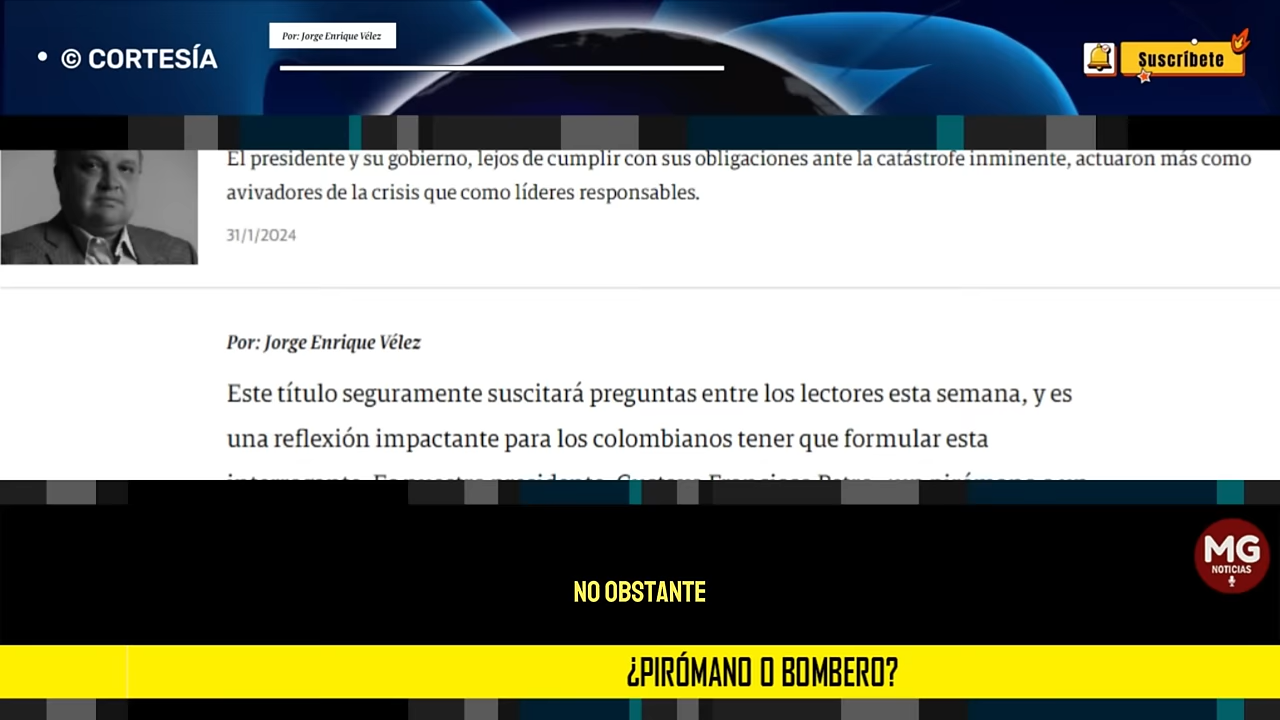 Por: Jorge Enrique Vélez
• © CORTESÍA
Suscríbete
El presidente y su gobierno, lejos de cumplir con sus obligaciones ante la catástrofe inminente, actuaron más como
avivadores de la crisis que como líderes responsables.
31/1/2024
Por: Jorge Enrique Vélez
Este título seguramente suscitará preguntas entre los lectores esta semana, y es
una reflexión impactante para los colombianos tener que formular esta
MG
NOTICIAS
NO OBSTANTE
¿PIRÓMANO O BOMBERO?